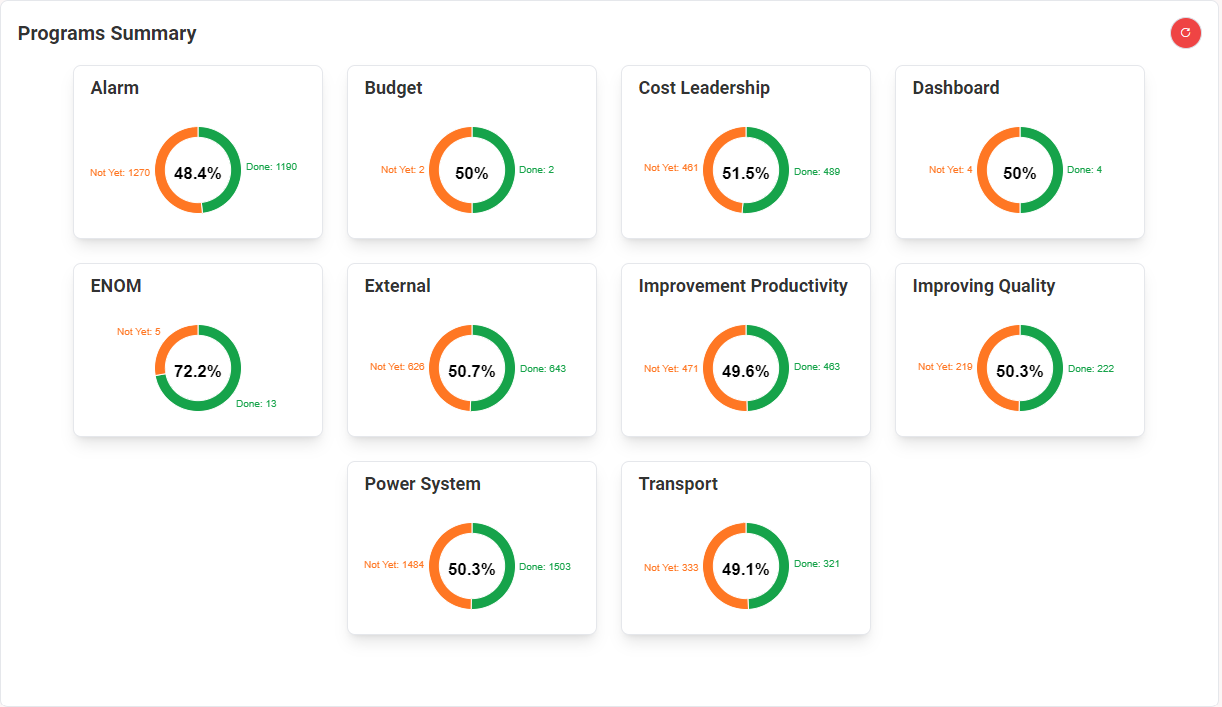 Programs Summary
Alarm
Not Yet: 1270
48.4%
Done: 1190
Budget
Not Yet: 2
50%
Done: 2
Cost Leadership
Not Yet: 461
51.5%
Done: 489
Dashboard
Not Yet: 4
50%
Done: 4
ENOM
Not Yet: 5
72.2%
Done: 13
External
Not Yet: 626
50.7%
Done: 643
Improvement Productivity
Not Yet: 471
49.6%
Done: 463
Improving Quality
Not Yet: 219
50.3%
Done: 222
Power System
Not Yet: 1484
50.3%
Done: 1503
Transport
Not Yet: 333
49.1%
Done: 321